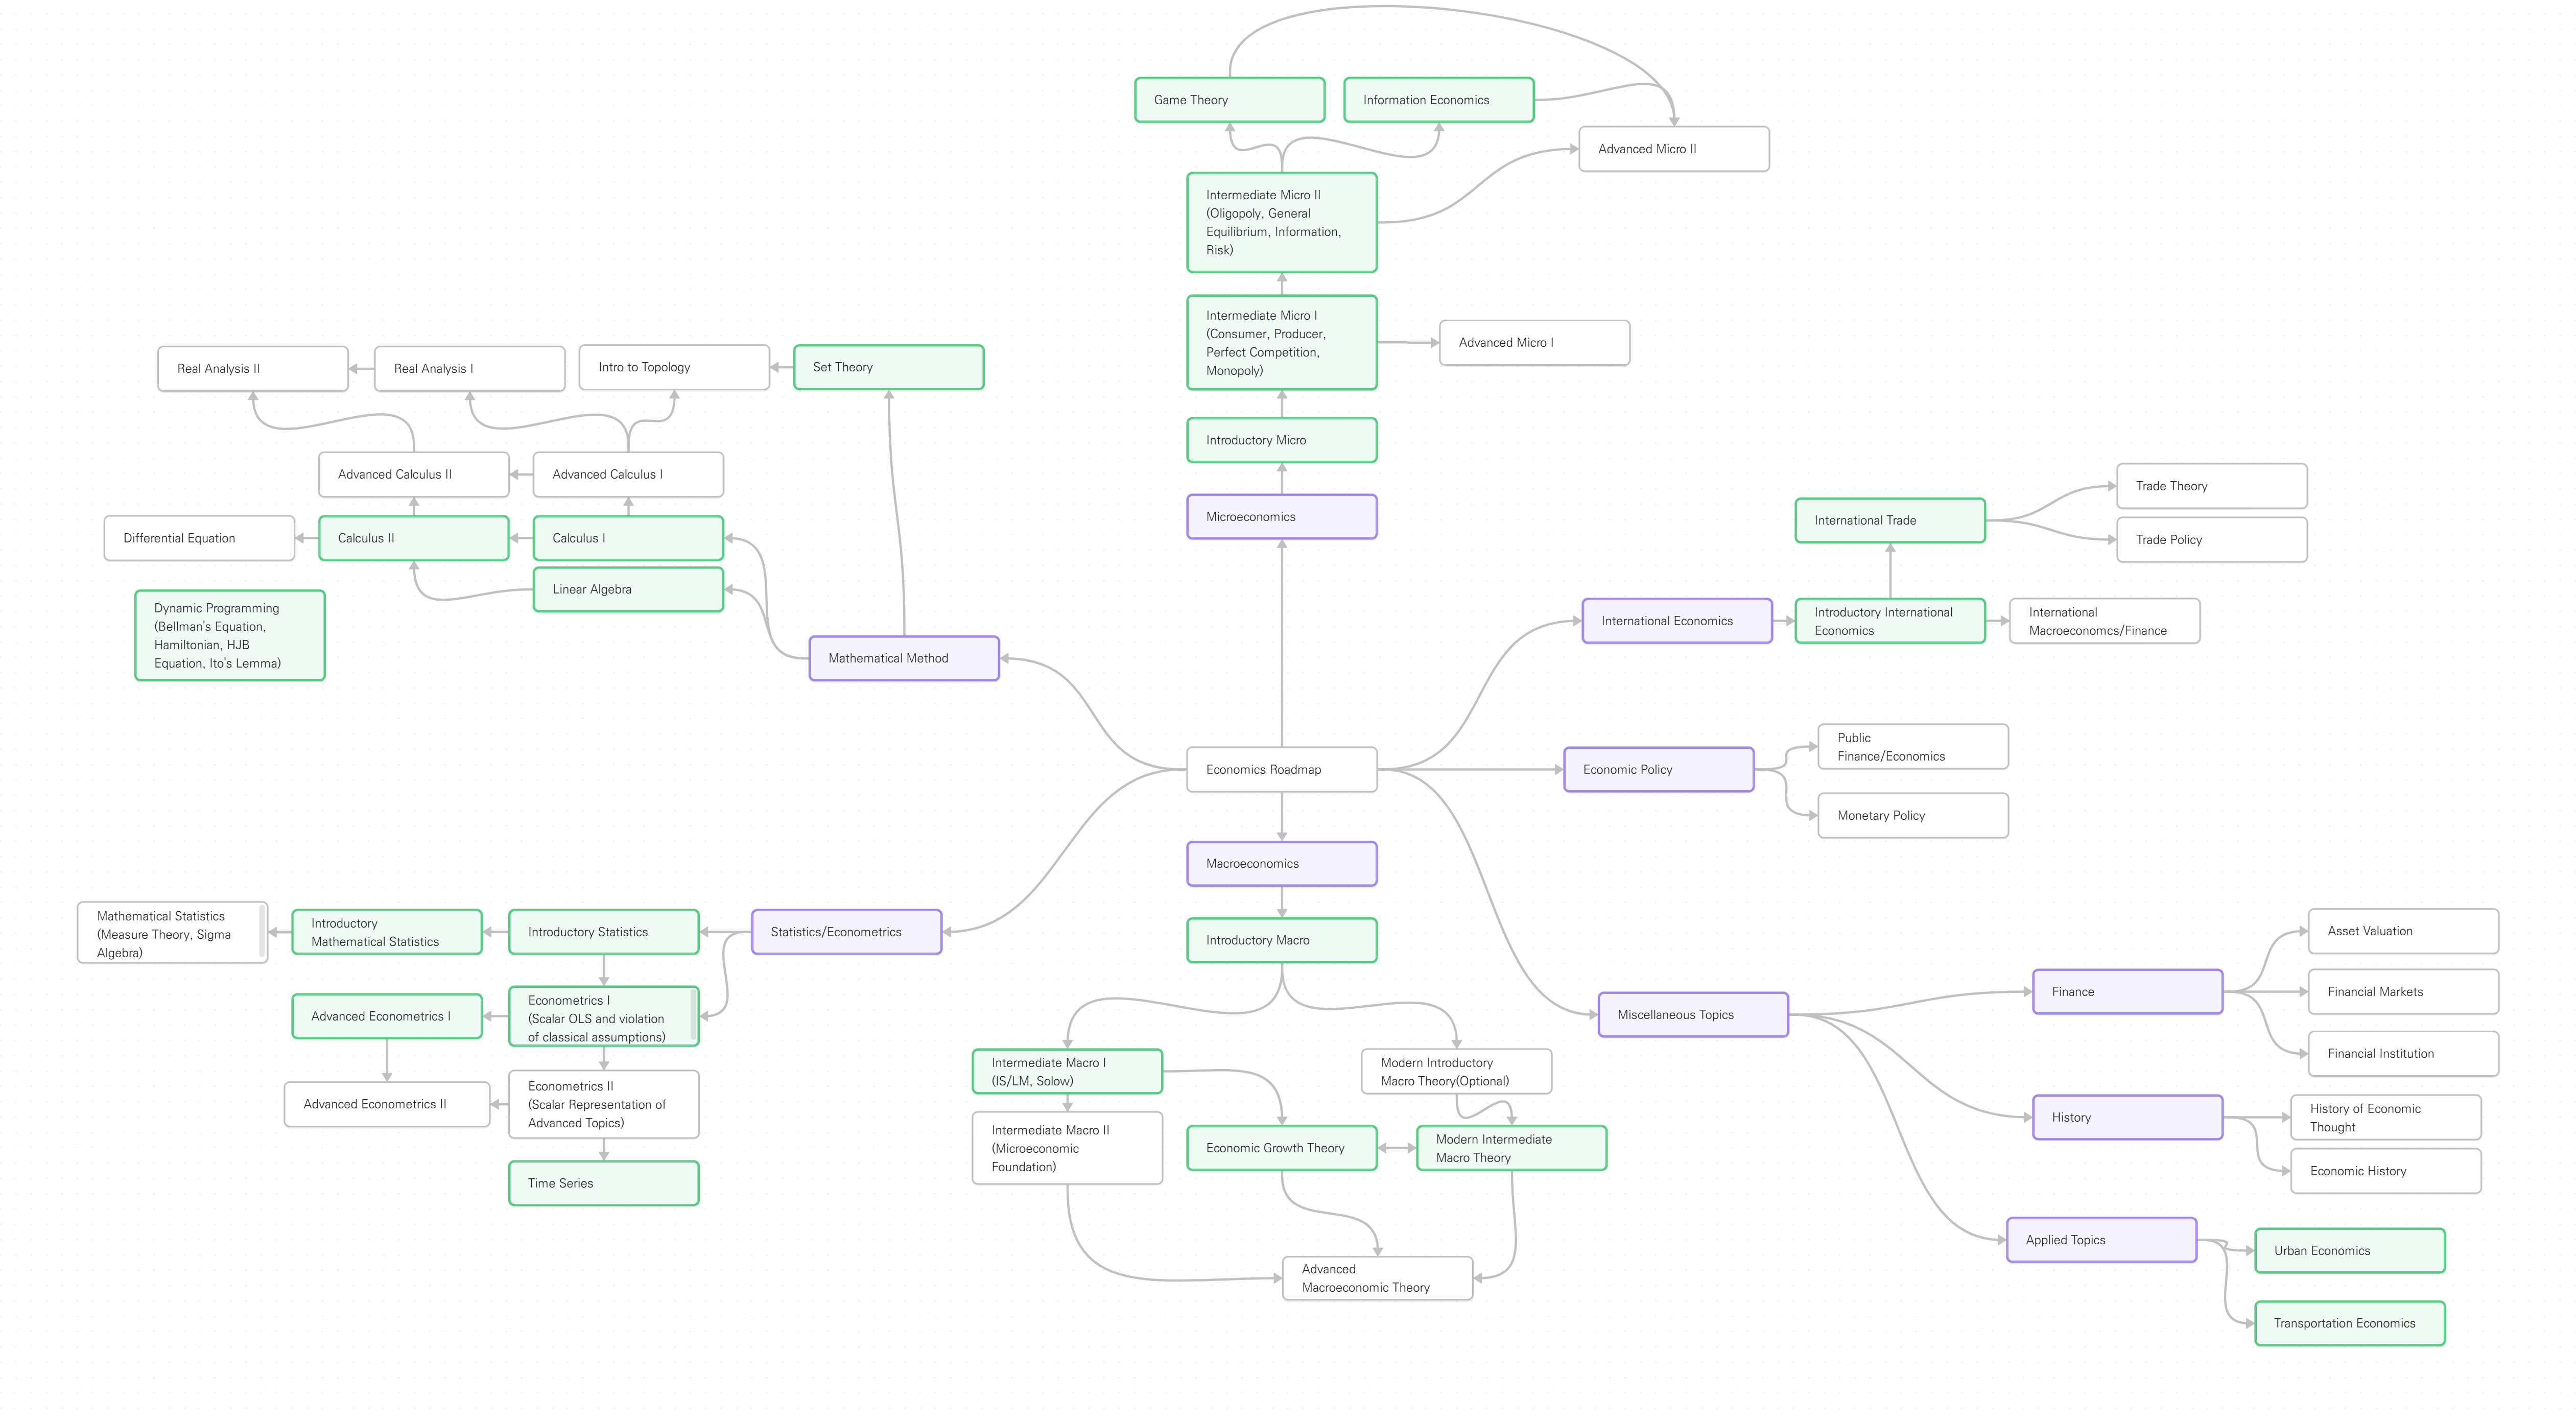 Game Theory
Information Economics
Advanced Micro II
Intermediate Micro II
(Oligopoly, General
Equilibrium, Information,
Risk)
Intermediate Micro I
(Consumer, Producer,
Perfect Competition,
Monopoly)
Advanced Micro I
Introductory Micro
Microeconomics
Real Analysis II
Real Analysis I
Intro to Topology
Set Theory
Advanced Calculus II
Advanced Calculus I
Differential Equation
Calculus II
Calculus I
Linear Algebra
Dynamic Programming
(Bellman's Equation,
Hamiltonian, HJB
Equation, Ito's Lemma)
Mathematical Method
Trade Theory
International Trade
Trade Policy
International Economics
Introductory International
Economics
International
Macroeconomcs/Finance
Economics Roadmap
Economic Policy
Public
Finance/Economics
Monetary Policy
Macroeconomics
Introductory Macro
Mathematical Statistics
(Measure Theory, Sigma
Algebra)
Introductory
Mathematical Statistics
Introductory Statistics
Statistics/Econometrics
Advanced Econometrics I
Econometrics I
(Scalar OLS and violation
of classical assumptions)
Advanced Econometrics II
Econometrics II
(Scalar Representation of
Advanced Topics)
Time Series
Intermediate Macro I
(IS/LM, Solow)
Modern Introductory
Macro Theory(Optional)
Intermediate Macro II
(Microeconomic
Foundation)
Economic Growth Theory
Modern Intermediate
Macro Theory
Advanced
Macroeconomic Theory
Miscellaneous Topics
Finance
Asset Valuation
Financial Markets
Financial Institution
History
History of Economic
Thought
Economic History
Applied Topics
Urban Economics
Transportation Economics